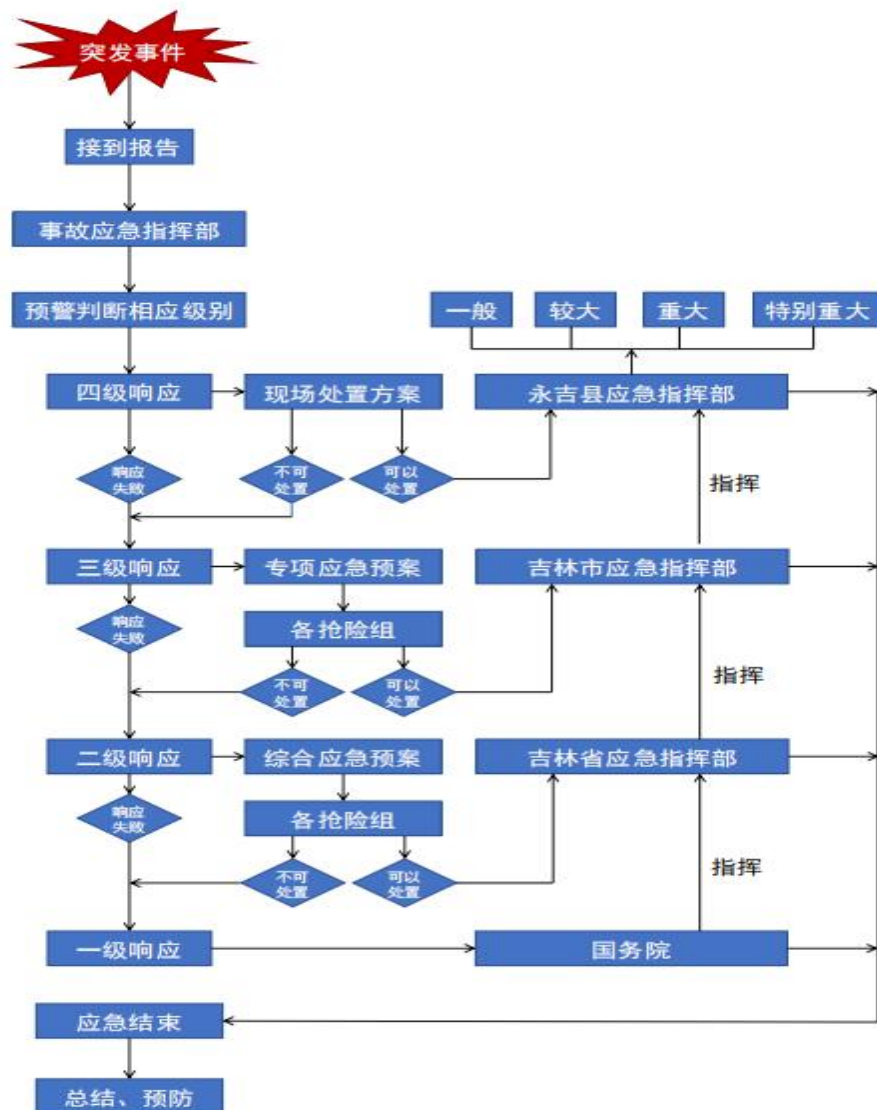 突发事件
接到报告
事故应急指挥部
预警判断相应级别
一般
较大
重大
特别重大
四级响应
现场处置方案
永吉县应急指挥部
响应
失败
不可
处置
可以
处置
指挥
三级响应
专项应急预案
吉林市应急指挥部
响应
失败
各抢险组
不可
处置
可以
处置
指挥
二级响应
综合应急预案
吉林省应急指挥部
响应
失败
各抢险组
不可
处置
可以
处置
指挥
一级响应
国务院
应急结束
总结、预防